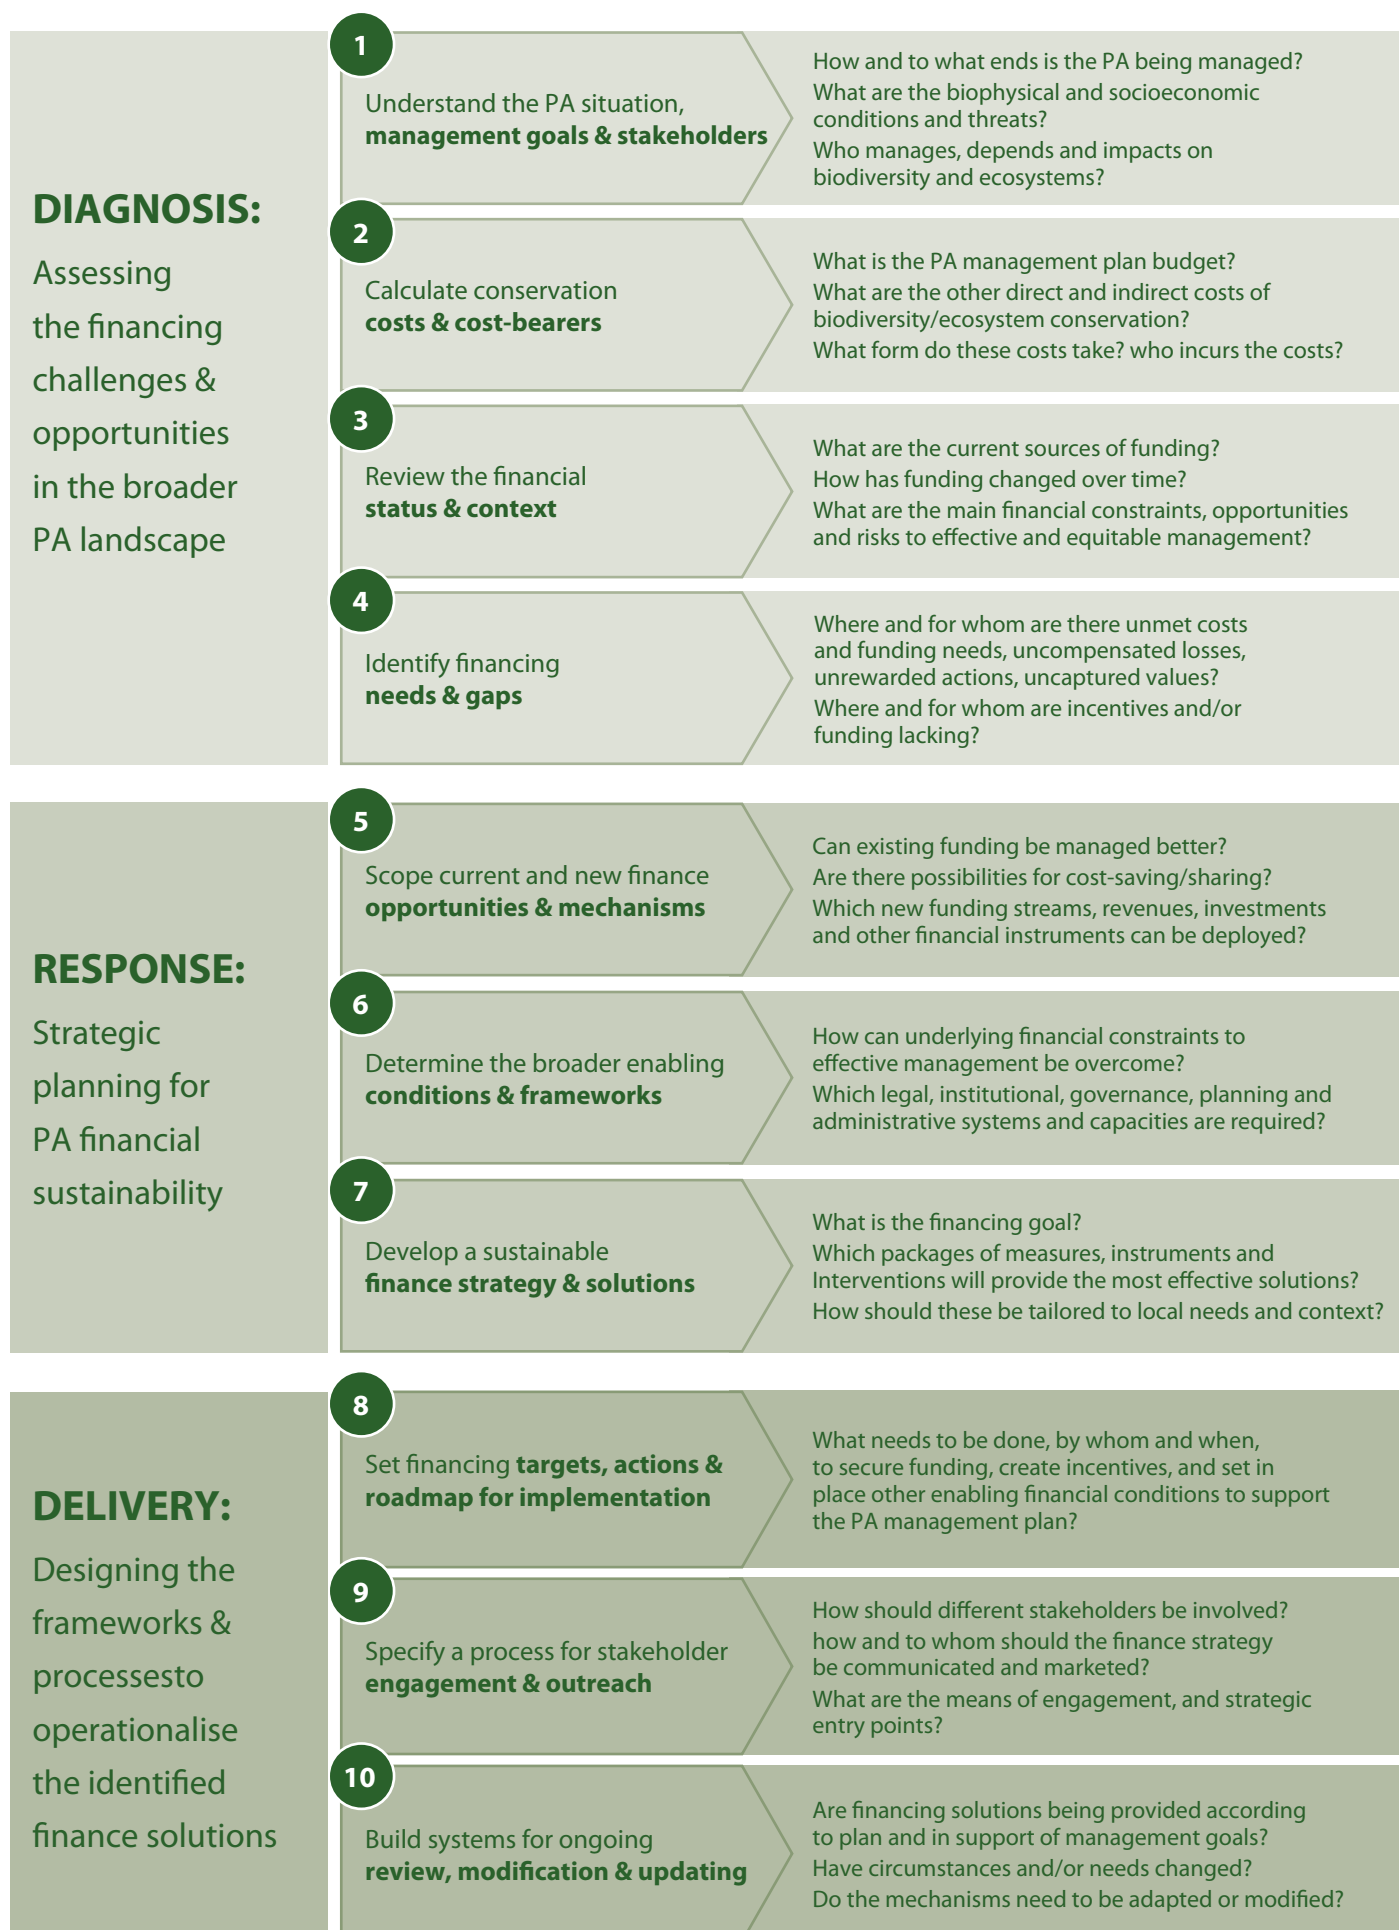 DIAGNOSIS:
Assessing
the financing
challenges &
opportunities
in the broader
PA landscape
1
Understand the PA situation,
management goals & stakeholders
How and to what ends is the PA being managed?
What are the biophysical and socioeconomic
conditions and threats?
Who manages, depends and impacts on
biodiversity and ecosystems?
2
Calculate conservation
costs & cost-bearers
What is the PA management plan budget?
What are the other direct and indirect costs of
biodiversity/ecosystem conservation?
What form do these costs take? who incurs the costs?
3
Review the financial
status & context
What are the current sources of funding?
How has funding changed over time?
What are the main financial constraints, opportunities
and risks to effective and equitable management?
4
Identify financing
needs & gaps
Where and for whom are there unmet costs
and funding needs, uncompensated losses,
unrewarded actions, uncaptured values?
Where and for whom are incentives and/or
funding lacking?
RESPONSE:
Strategic
planning for
PA financial
sustainability
5
Scope current and new finance
opportunities & mechanisms
Can existing funding be managed better?
Are there possibilities for cost-saving/sharing?
Which new funding streams, revenues, investments
and other financial instruments can be deployed?
6
Determine the broader enabling
conditions & frameworks
How can underlying financial constraints to
effective management be overcome?
Which legal, institutional, governance, planning and
administrative systems and capacities are required?
7
Develop a sustainable
finance strategy & solutions
What is the financing goal?
Which packages of measures, instruments and
Interventions will provide the most effective solutions?
How should these be tailored to local needs and context?
DELIVERY:
Designing the
frameworks &
processesto
operationalise
the identified
finance solutions
8
Set financing targets, actions &
roadmap for implementation
What needs to be done, by whom and when,
to secure funding, create incentives, and set in
place other enabling financial conditions to support
the PA management plan?
9
Specify a process for stakeholder
engagement & outreach
How should different stakeholders be involved?
how and to whom should the finance strategy
be communicated and marketed?
What are the means of engagement, and strategic
entry points?
10
Build systems for ongoing
review, modification & updating
Are financing solutions being provided according
to plan and in support of management goals?
Have circumstances and/or needs changed?
Do the mechanisms need to be adapted or modified?